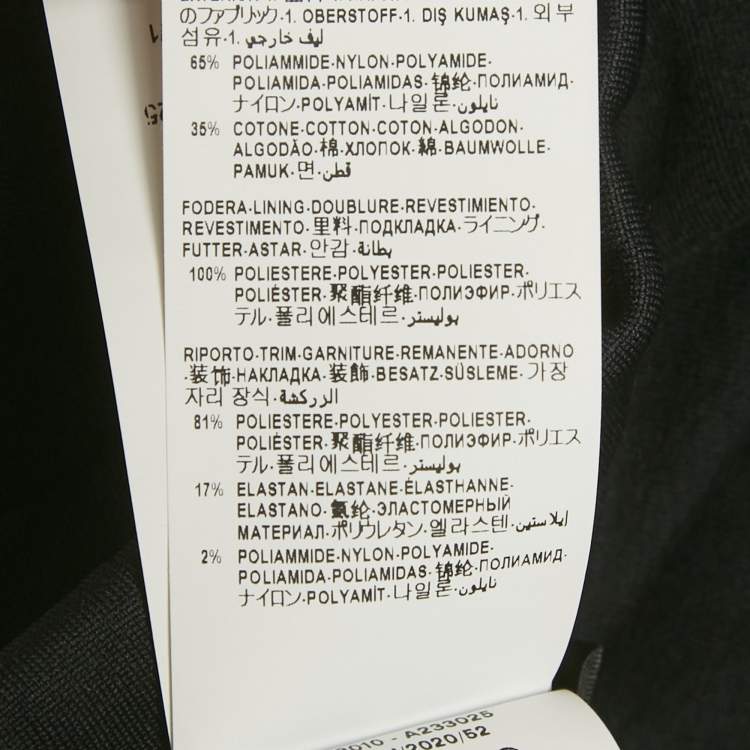 のファブリック·1. OBERSTOFF·1. DIŞ KUMAŞ·1. 외부
섬유·1. ليف خارجي
65% POLIAMMIDE·NYLON·POLYAMIDE·
POLIAMIDA·POLIAMIDAS·锦纶·ПОЛИАМИД·
ナイロン·POLYAMİT·나일론·نايلون
35% COTONE·COTTON·COTON·ALGODON·
ALGODÃO·棉·ХЛОПОК·綿·BAUMWOLLE·
PAMUK·면·قطن
FODERA·LINING·DOUBLURE·REVESTIMIENTO·
REVESTIMENTO·里料·ПОДКЛАДКА·ライニング·
FUTTER·ASTAR·안감·بطانة
100% POLIESTERE·POLYESTER·POLIESTER·
POLIÉSTER·聚酯纤维·ПОЛИЭФИР·ポリエス
テル·폴리에스테르·بوليستر
RIPORTO·TRIM·GARNITURE·REMANENTE·ADORNO
·装饰·НАКЛАДКА·装飾·BESATZ·SÜSLEME·가장
자리 장식·الزركشة
81% POLIESTERE·POLYESTER·POLIESTER·
POLIÉSTER·聚酯纤维·ПОЛИЭФИР·ポリエス
テル·폴리에스테르·بوليستر
17% ELASTAN·ELASTANE·ÉLASTHANNE·
ELASTANO·氨纶·ЭЛАСТОМЕРНЫЙ
МАТЕРИАЛ·ポリウレタン·엘라스텐·إيلاستين
2% POLIAMMIDE·NYLON·POLYAMIDE·
POLIAMIDA·POLIAMIDAS·锦纶·ПОЛИАМИД·
ナイロン·POLYAMİT·나일론·نايلون
3010 - A233025
/2020/52